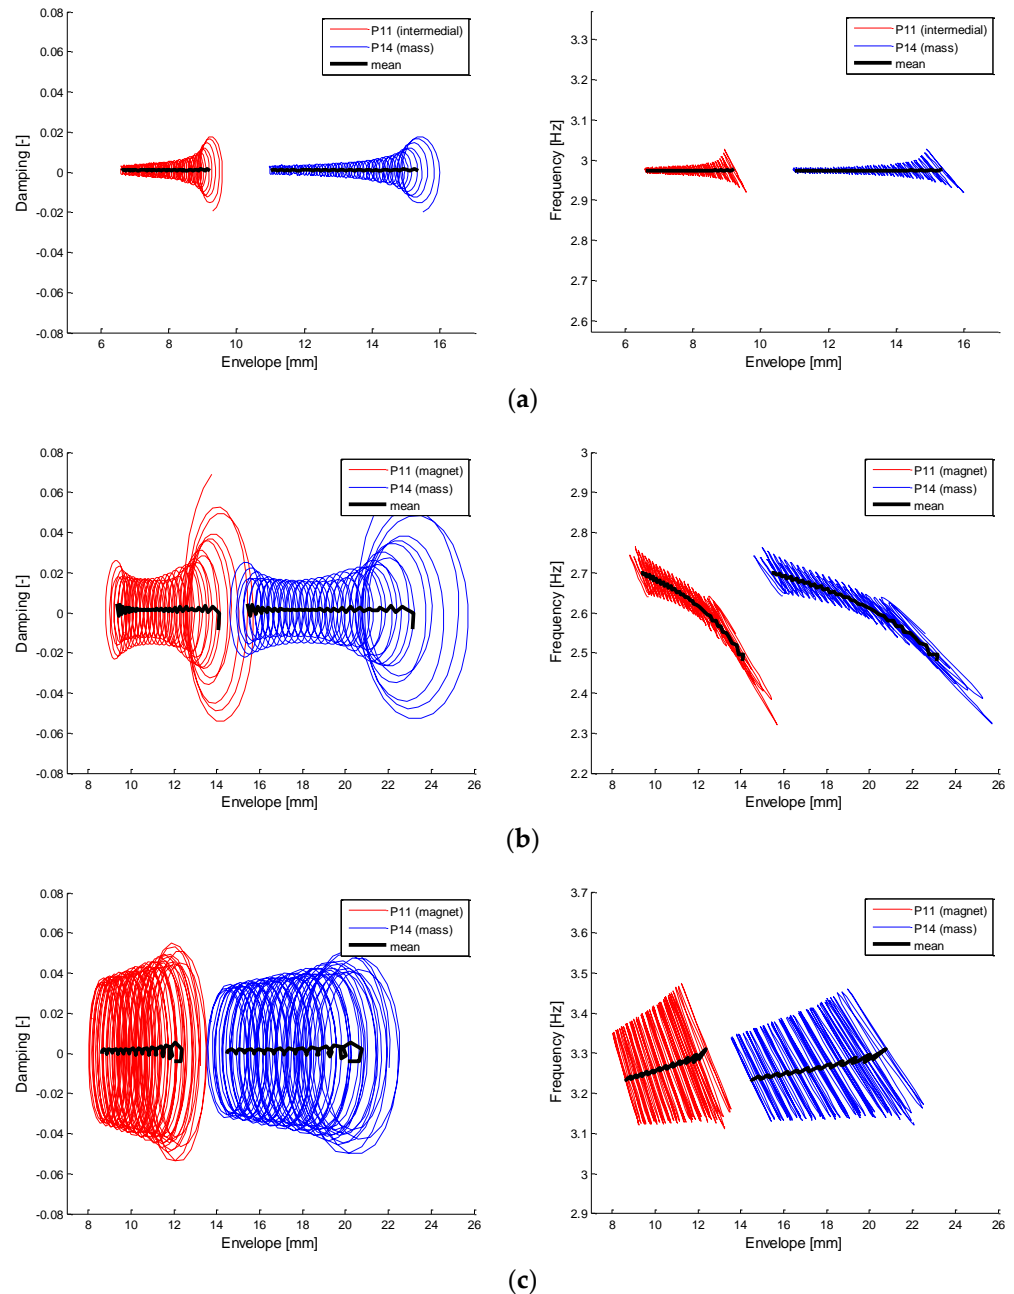 0.08
0.06
0.04
0.02
0
-0.02
-0.04
-0.06
-0.08
Damping [-]
6 8 10 12 14 16
Envelope [mm]
P11 (intermedial)
P14 (mass)
mean
3.3
3.2
3.1
3
2.9
2.8
2.7
2.6
Frequency [Hz]
6 8 10 12 14 16
Envelope [mm]
P11 (intermedial)
P14 (mass)
mean
(a)
0.08
0.06
0.04
0.02
0
-0.02
-0.04
-0.06
-0.08
Damping [-]
8 10 12 14 16 18 20 22 24 26
Envelope [mm]
P11 (magnet)
P14 (mass)
mean
3
2.9
2.8
2.7
2.6
2.5
2.4
2.3
2.2
Frequency [Hz]
8 10 12 14 16 18 20 22 24 26
Envelope [mm]
P11 (magnet)
P14 (mass)
mean
(b)
0.08
0.06
0.04
0.02
0
-0.02
-0.04
-0.06
-0.08
Damping [-]
8 10 12 14 16 18 20 22 24 26
Envelope [mm]
P11 (magnet)
P14 (mass)
mean
3.7
3.6
3.5
3.4
3.3
3.2
3.1
3
2.9
Frequency [Hz]
8 10 12 14 16 18 20 22 24 26
Envelope [mm]
P11 (magnet)
P14 (mass)
mean
(c)